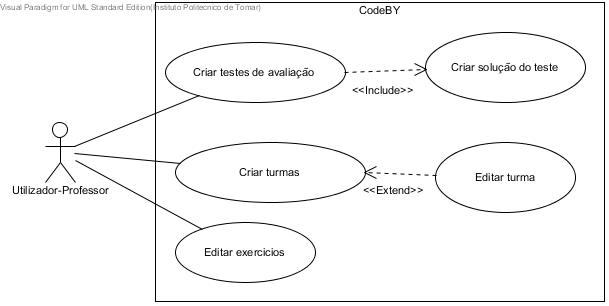 Visual Paradigm for UML Standard Edition(Instituto Politecnico de Tomar)
CodeBY
Criar testes de avaliação
Criar solução do teste
<<Include>>
Criar turmas
Editar turma
<<Extend>>
Utilizador-Professor
Editar exercicios